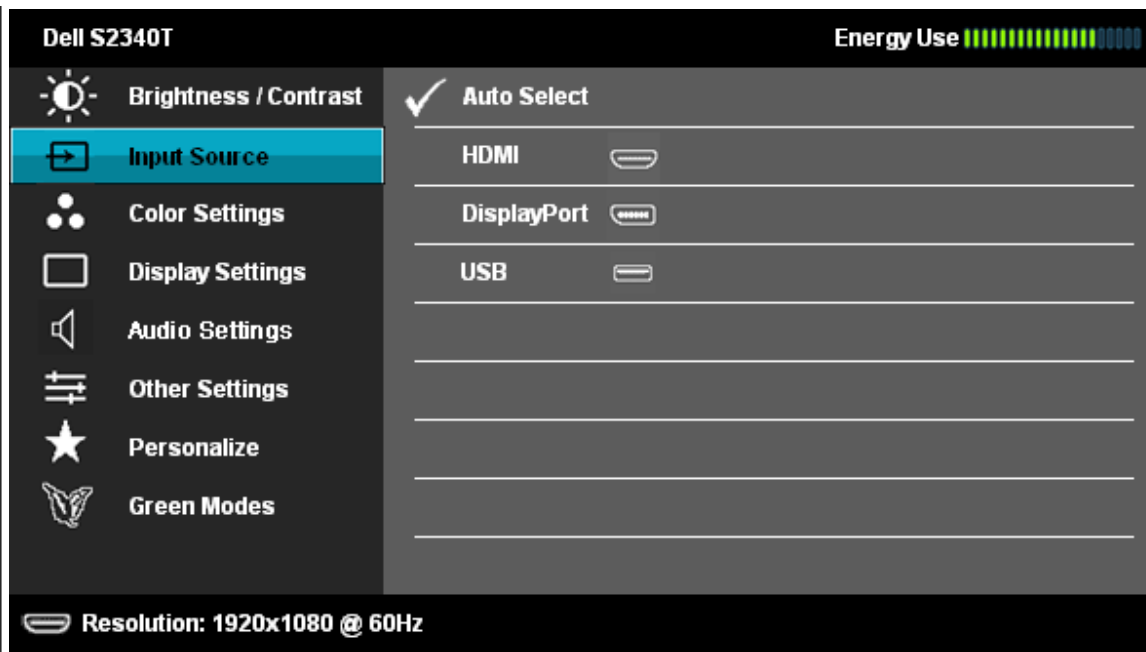 Dell S2340T
Energy Use
Brightness / Contrast
Auto Select
Input Source
HDMI
Color Settings
DisplayPort
Display Settings
USB
Audio Settings
Other Settings
Personalize
Green Modes
Resolution: 1920x1080 @ 60Hz